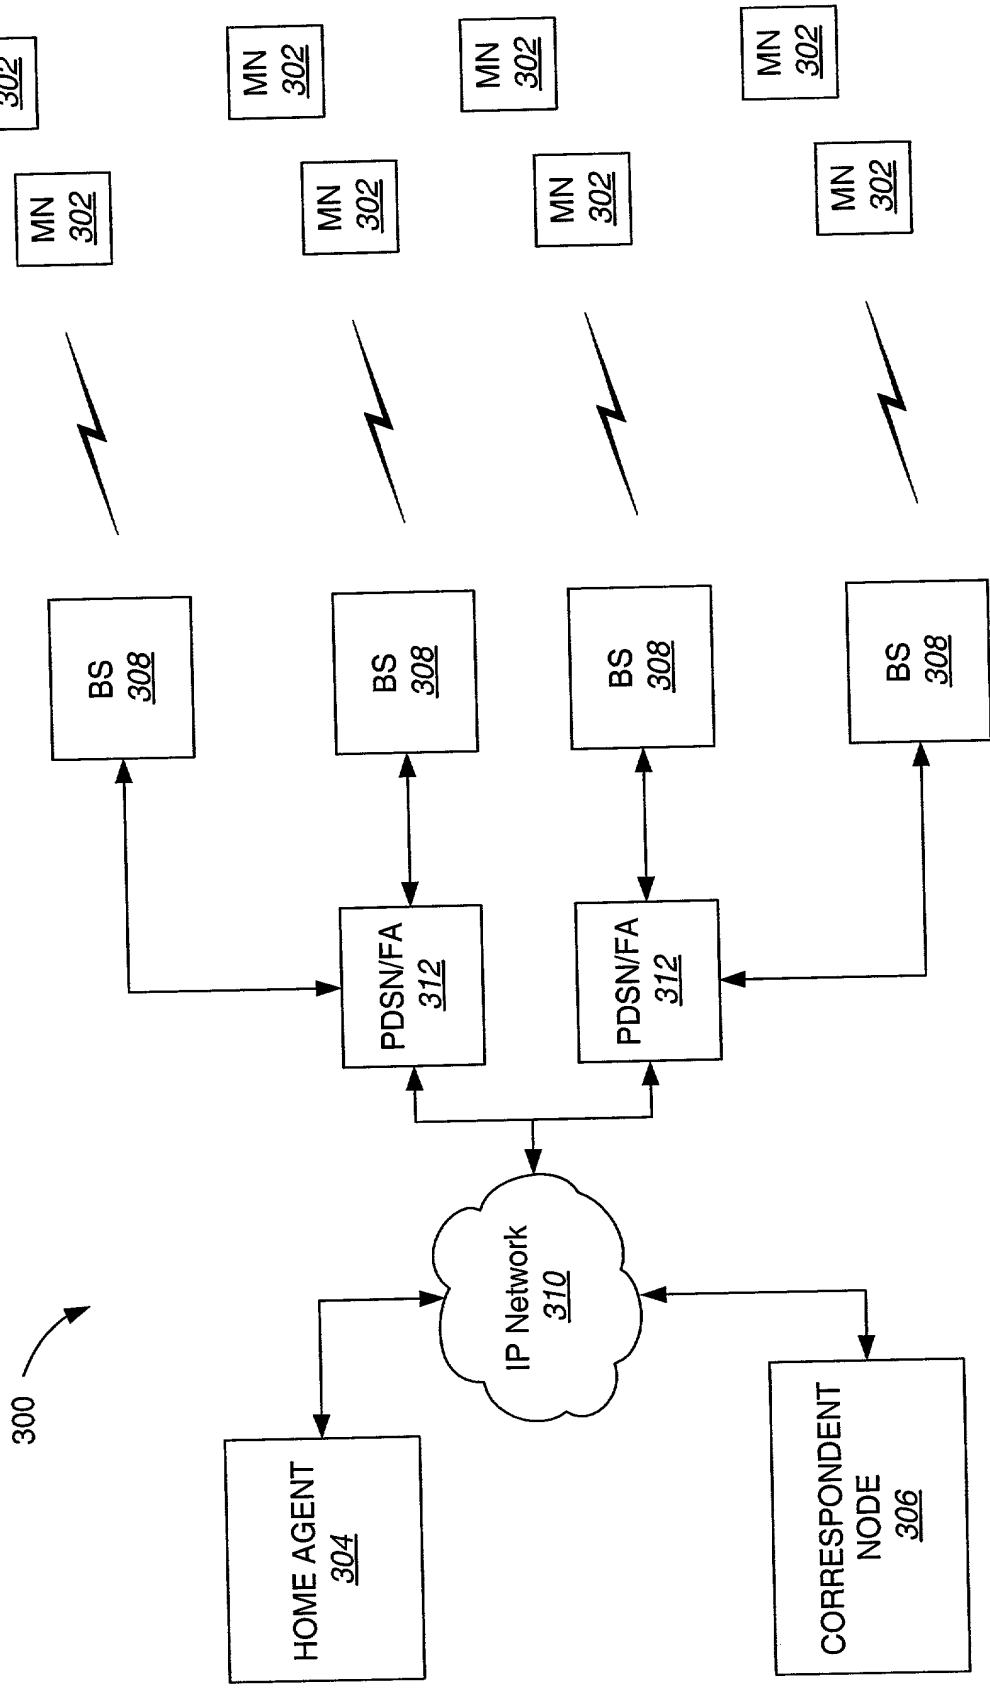 300
HOME AGENT
304
CORRESPONDENT
NODE
306
IP Network
310
PDSN/FA
312
PDSN/FA
312
BS
308
BS
308
BS
308
BS
308
MN
302
302
MN
302
MN
302
MN
302
MN
302
MN
302
MN
302